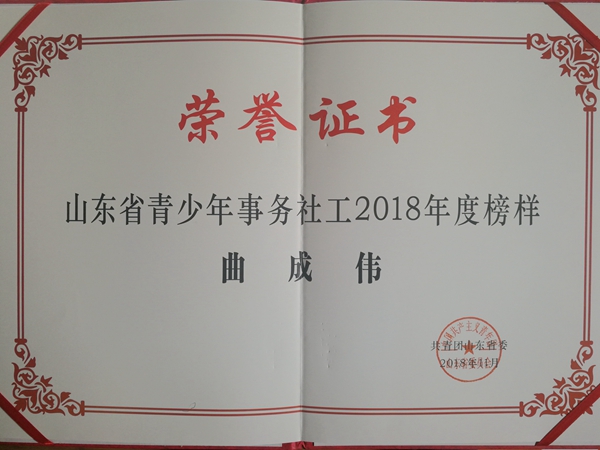 荣誉证书
山东省青少年事务社工2018年度榜样
曲成伟
共青团山东省委
2018年11月